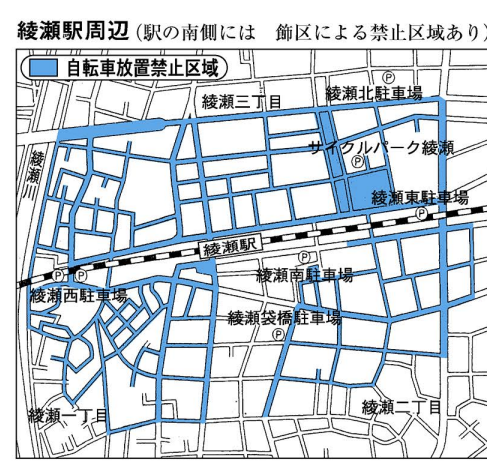 綾瀬駅周辺(駅の南側には 飾区による禁止区域あり)
自転車放置禁止区域
綾瀬三丁目
綾瀬北駐車場
P
サイクルパーク綾瀬
P
綾瀬川
綾瀬東駐車場
P
綾瀬駅
P
P
P
綾瀬南駐車場
綾瀬西駐車場
綾瀬袋橋駐車場
P
綾瀬一丁目
綾瀬二丁目